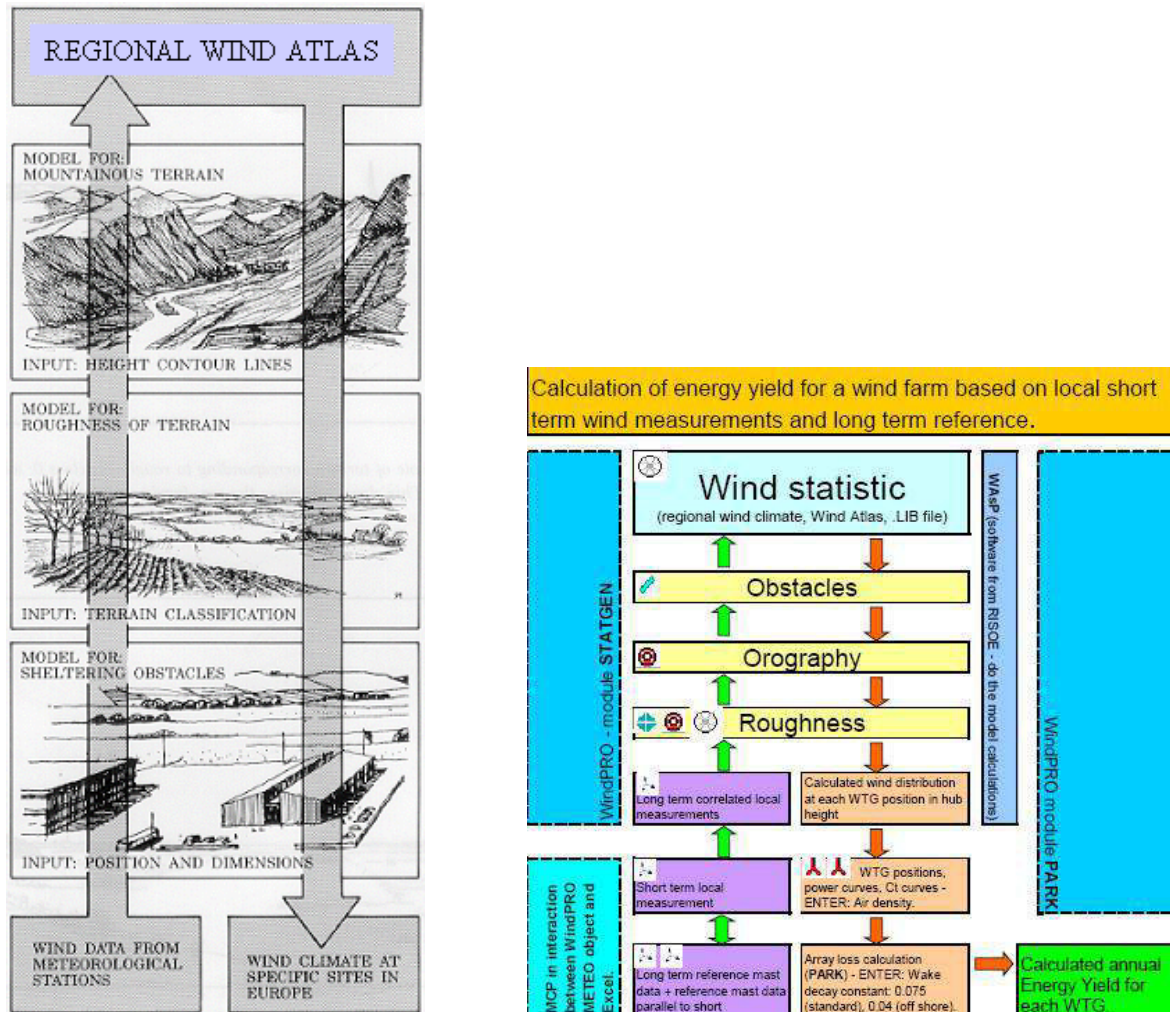 REGIONAL WIND ATLAS
MODEL FOR:
MOUNTAINOUS TERRAIN
INPUT: HEIGHT CONTOUR LINES
MODEL FOR:
ROUGHNESS OF TERRAIN
INPUT: TERRAIN CLASSIFICATION
MODEL FOR:
SHELTERING OBSTACLES
INPUT: POSITION AND DIMENSIONS
WIND DATA FROM
METEOROLOGICAL
STATIONS
WIND CLIMATE AT
SPECIFIC SITES IN
EUROPE
Calculation of energy yield for a wind farm based on local short
term wind measurements and long term reference.
WindPRO - module STATGEN
Wind statistic
(regional wind climate, Wind Atlas, .LIB file)
Obstacles
Orography
Roughness
Long term correlated local
measurements
Calculated wind distribution
at each WTG position in hub
height
WAsP (software from RISOE - do the model calculations)
WindPRO module PARK
MCP in interaction
between WindPRO
METEO object and
Excel.
Short term local
measurement
WTG positions,
power curves, Ct curves -
ENTER: Air density.
Long term reference mast
data + reference mast data
parallel to short
Array loss calculation
(PARK) - ENTER: Wake
decay constant: 0.075
(standard), 0.04 (off shore).
Calculated annual
Energy Yield for
each WTG.